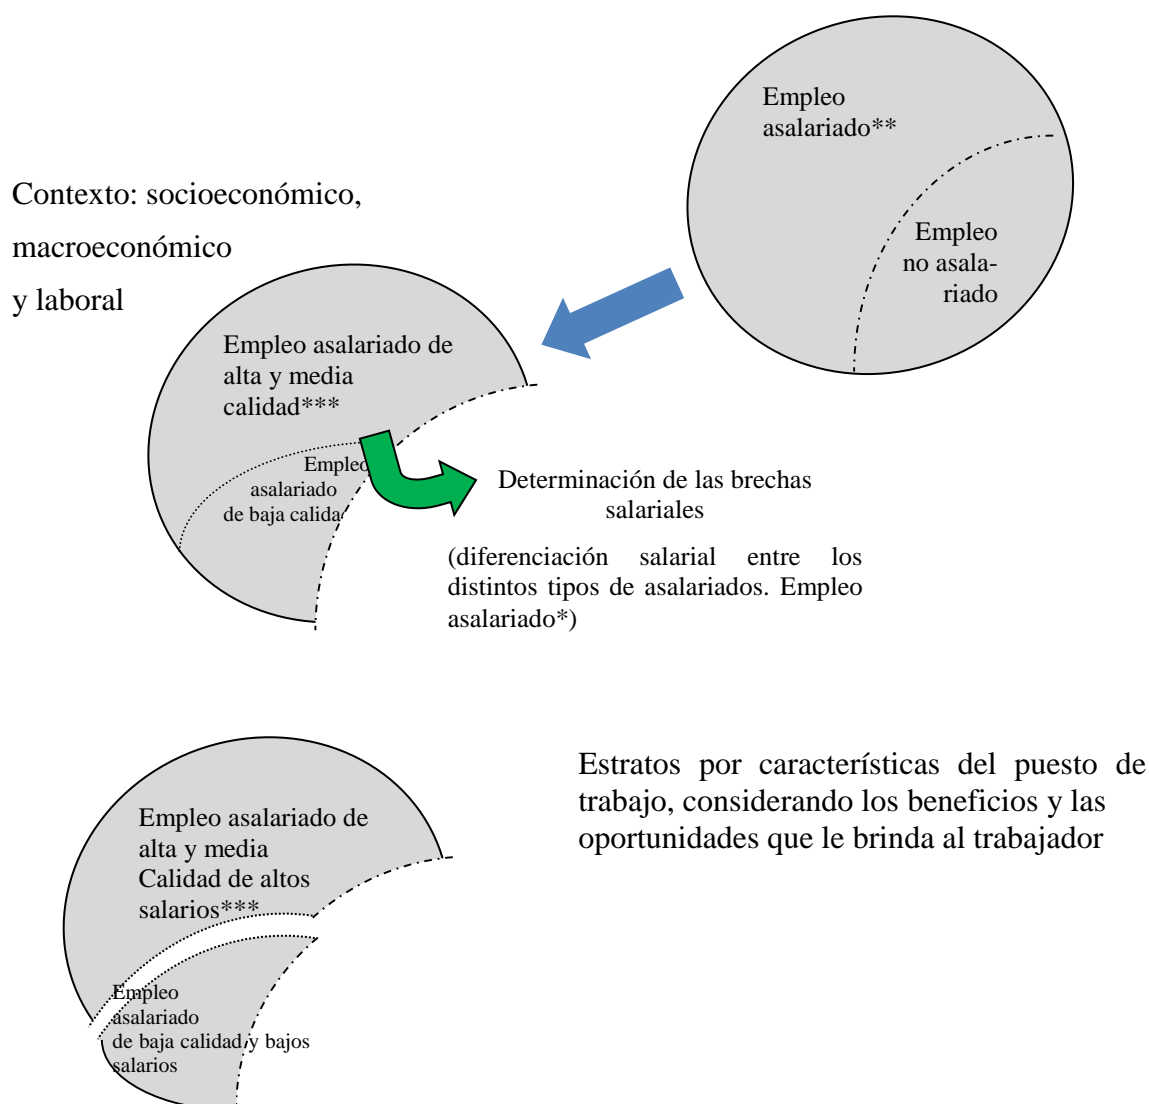 Empleo
asalariado**
Empleo
no asala-
riado
Contexto: socioeconómico,
macroeconómico
y laboral
Empleo asalariado de
alta y media
calidad***
Empleo
asalariado
de baja calida
Determinación de las brechas
salariales
(diferenciación salarial entre los
distintos tipos de asalariados. Empleo
asalariado*)
Estratos por características del puesto de
trabajo, considerando los beneficios y las
oportunidades que le brinda al trabajador
Empleo asalariado de
alta y media
Calidad de altos
salarios***
Empleo
asalariado
de baja calidad y bajos
salarios